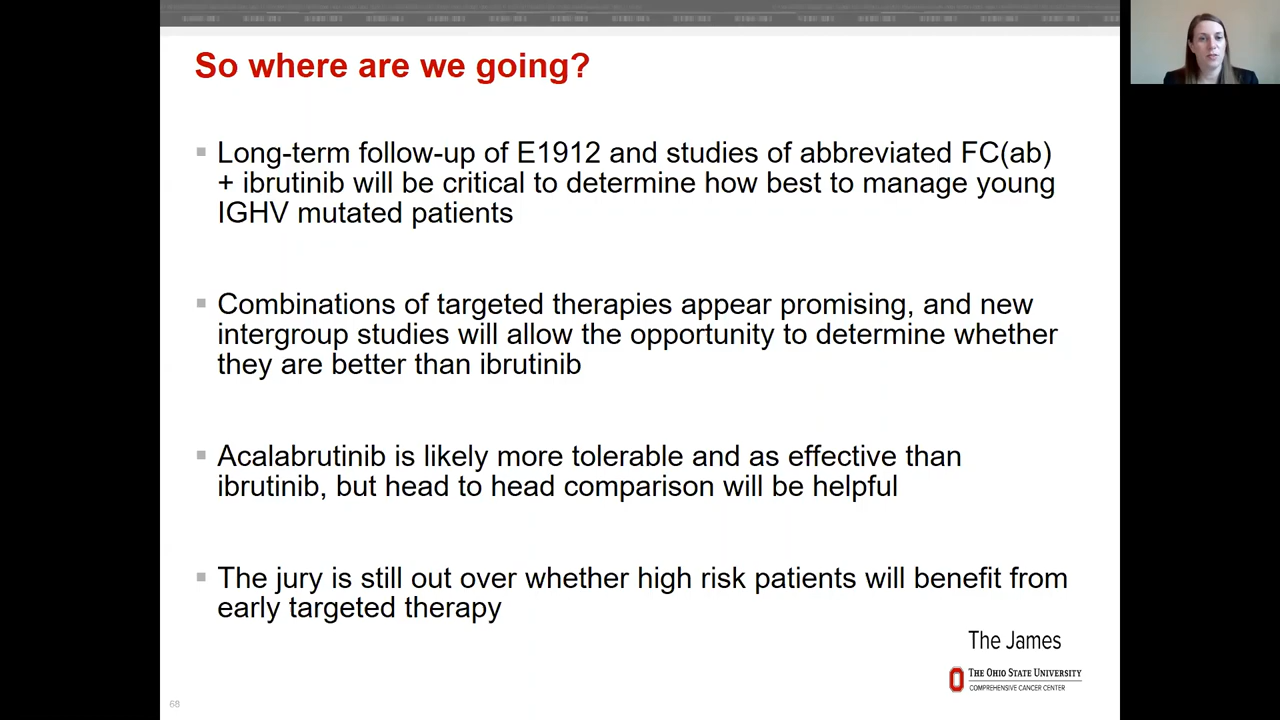 So where are we going?
Long-term follow-up of E1912 and studies of abbreviated FC(ab)
+ ibrutinib will be critical to determine how best to manage young
IGHV mutated patients
Combinations of targeted therapies appear promising, and new
intergroup studies will allow the opportunity to determine whether
they are better than ibrutinib
Acalabrutinib is likely more tolerable and as effective than
ibrutinib, but head to head comparison will be helpful
The jury is still out over whether high risk patients will benefit from
early targeted therapy
The James
THE OHIO STATE UNIVERSITY
COMPREHENSIVE CANCER CENTER
68